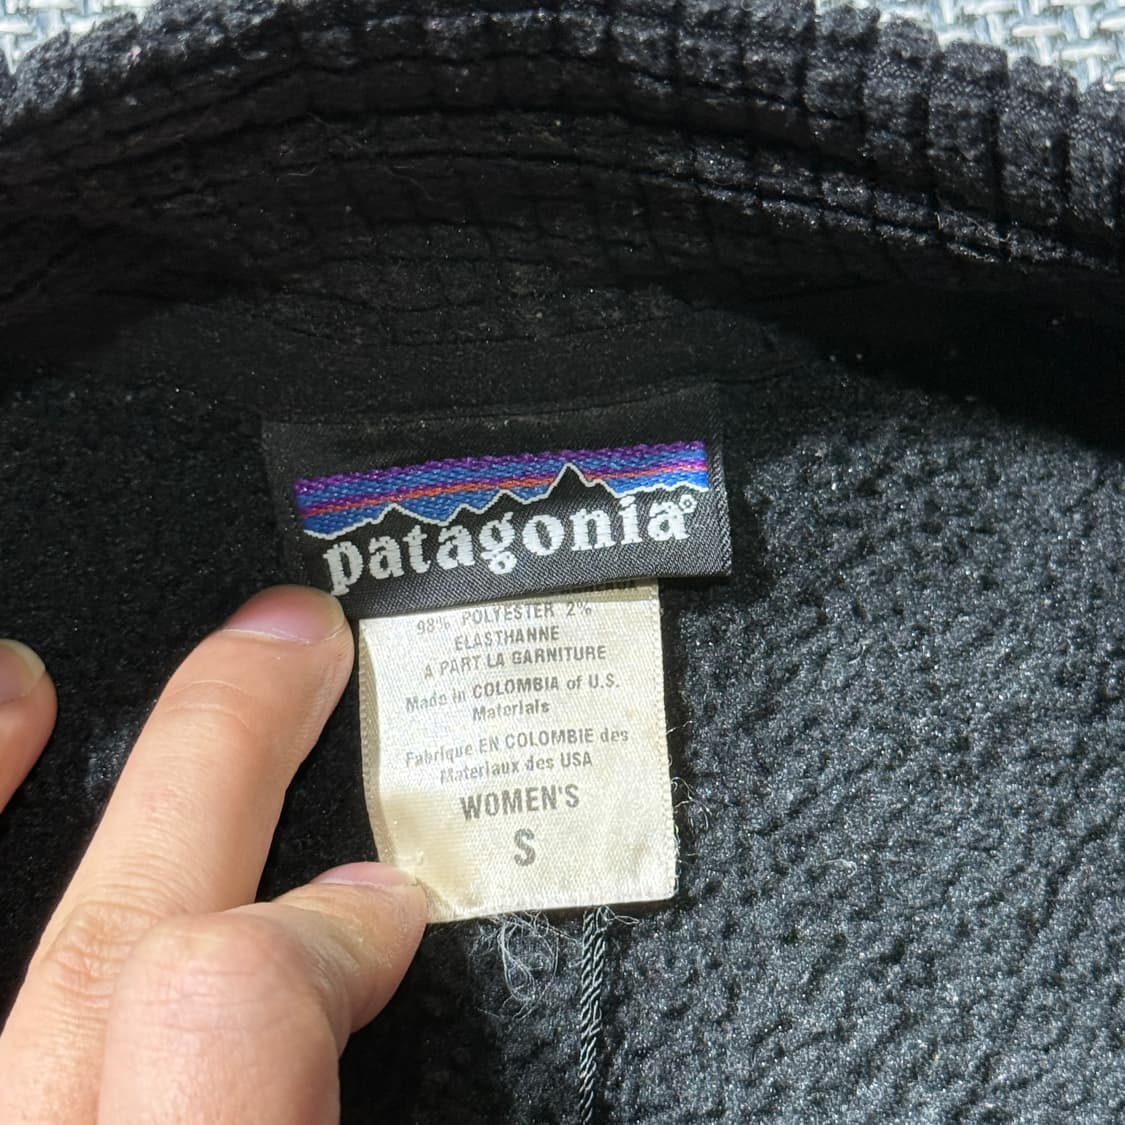 patagonia®
98% POLYESTER 2%
ELASTHANNE
A PART LA GARNITURE
Made in COLOMBIA of U.S.
Materials
Fabrique EN COLOMBIE des
Materiaux des USA
WOMEN'S
S